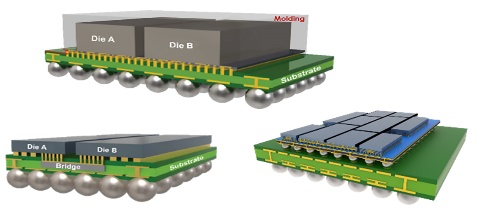 Molding
Die A
Die B
Substrate
Die A
Die B
Bridge
Substrate